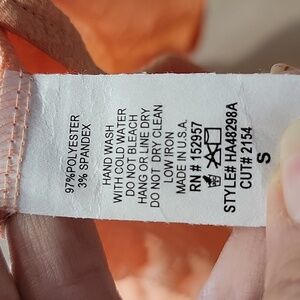 97%POLYESTER
3% SPANDEX
HAND WASH
WITH COLD WATER
DO NOT BLEACH
HANG OR LINE DRY
DO NOT DRY CLEAN
LOW IRON
MADE IN U.S.A.
RN # 1152957
STYLE# HA48298A
CUT# 2154
S